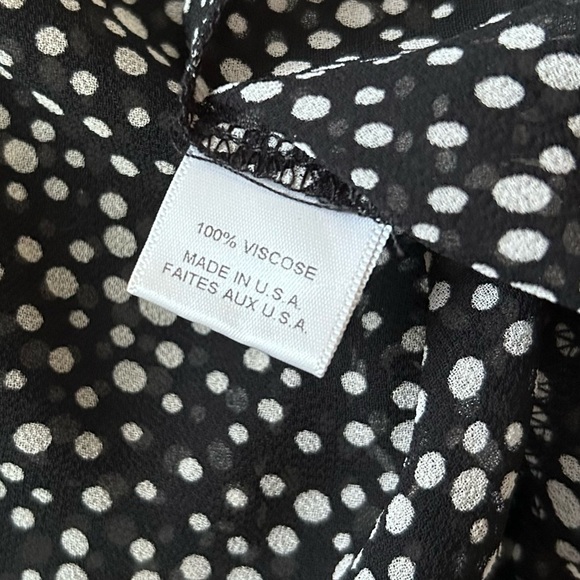 100% VISCOSE
MADE IN U.S.A.
FAITES AUX U.S.A.